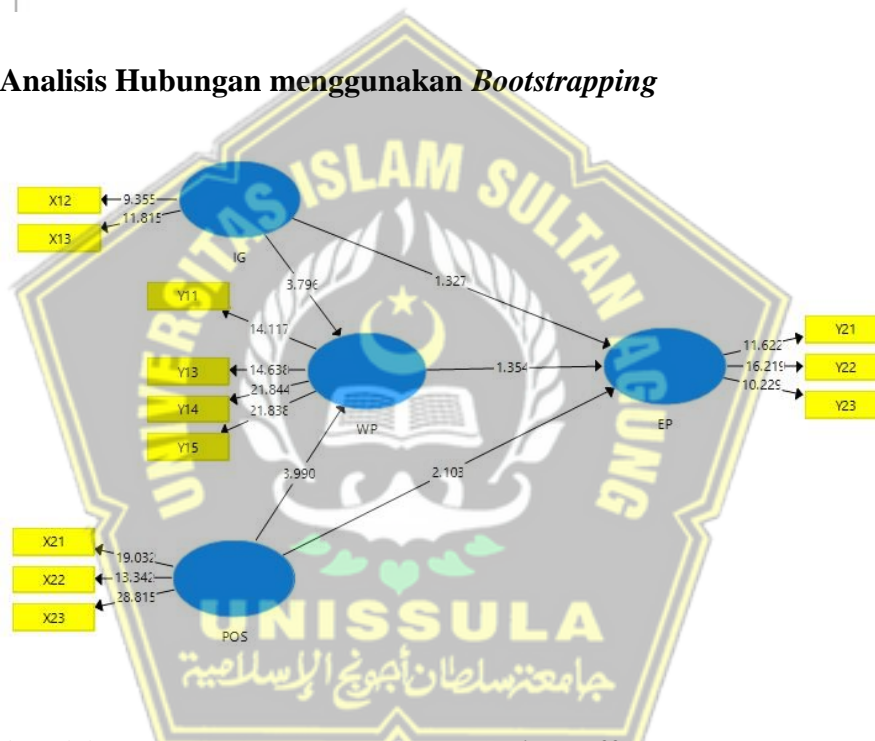 Analisis Hubungan menggunakan Bootstrapping
UNIVERSITAS ISLAM SULTAN AGUNG
X12
9.355
X13
11.815
IG
3.796
1.327
Y11
14.117
Y13
14.638
Y14
21.844
Y15
21.838
WP
1.354
EP
11.622
Y21
16.219
Y22
10.229
Y23
3.990
2.103
X21
19.032
X22
13.342
X23
28.815
POS
UNISSULA
جامعتنسلطان أجونج الإسلامية